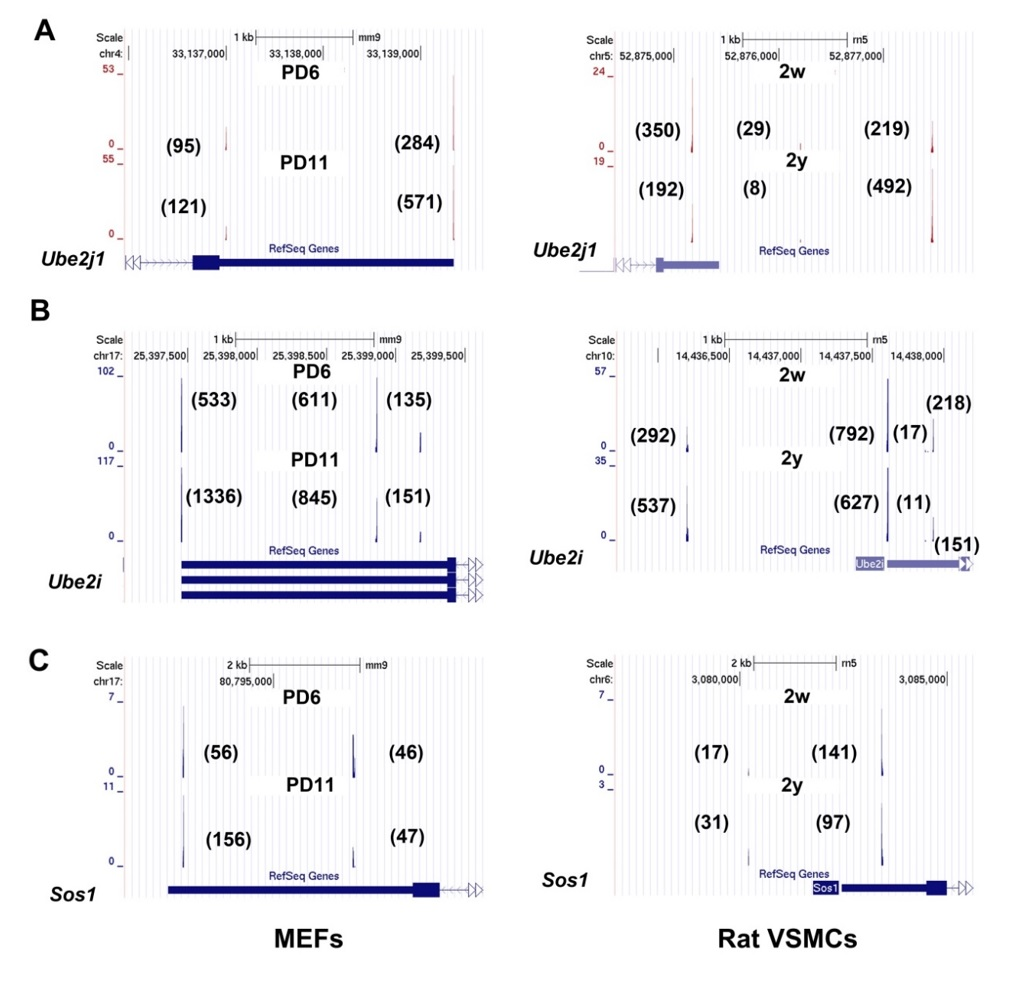 A
Scale 1 kb mm9
chr4: 33,137,000 33,138,000 33,139,000
53 PD6
(95) (284)
0
55 PD11
(121) (571)
0
RefSeq Genes
Ube2j1
Scale 1 kb rn5
chr5: 52,875,000 52,876,000 52,877,000
24 2w
(350) (29) (219)
0
19 2y
(192) (8) (492)
0
RefSeq Genes
Ube2j1
B
Scale 1 kb mm9
chr17: 25,397,500 25,398,000 25,398,500 25,399,000 25,399,500
102 PD6
(533) (611) (135)
0
117 PD11
(1336) (845) (151)
0
RefSeq Genes
Ube2i
Scale 1 kb rn5
chr10: 14,436,500 14,437,000 14,437,500 14,438,000
57 2w
(218)
(292) (792) (17)
0
35 2y
(537) (627) (11)
0
(151)
RefSeq Genes
Ube2i
Ube2i
C
Scale 2 kb mm9
chr17: 80,795,000
7 PD6
(56) (46)
0
11 PD11
(156) (47)
0
RefSeq Genes
Sos1
Scale 2 kb rn5
chr6: 3,080,000 3,085,000
7 2w
(17) (141)
0
3 2y
(31) (97)
0
RefSeq Genes
Sos1
Sos1
MEFs
Rat VSMCs